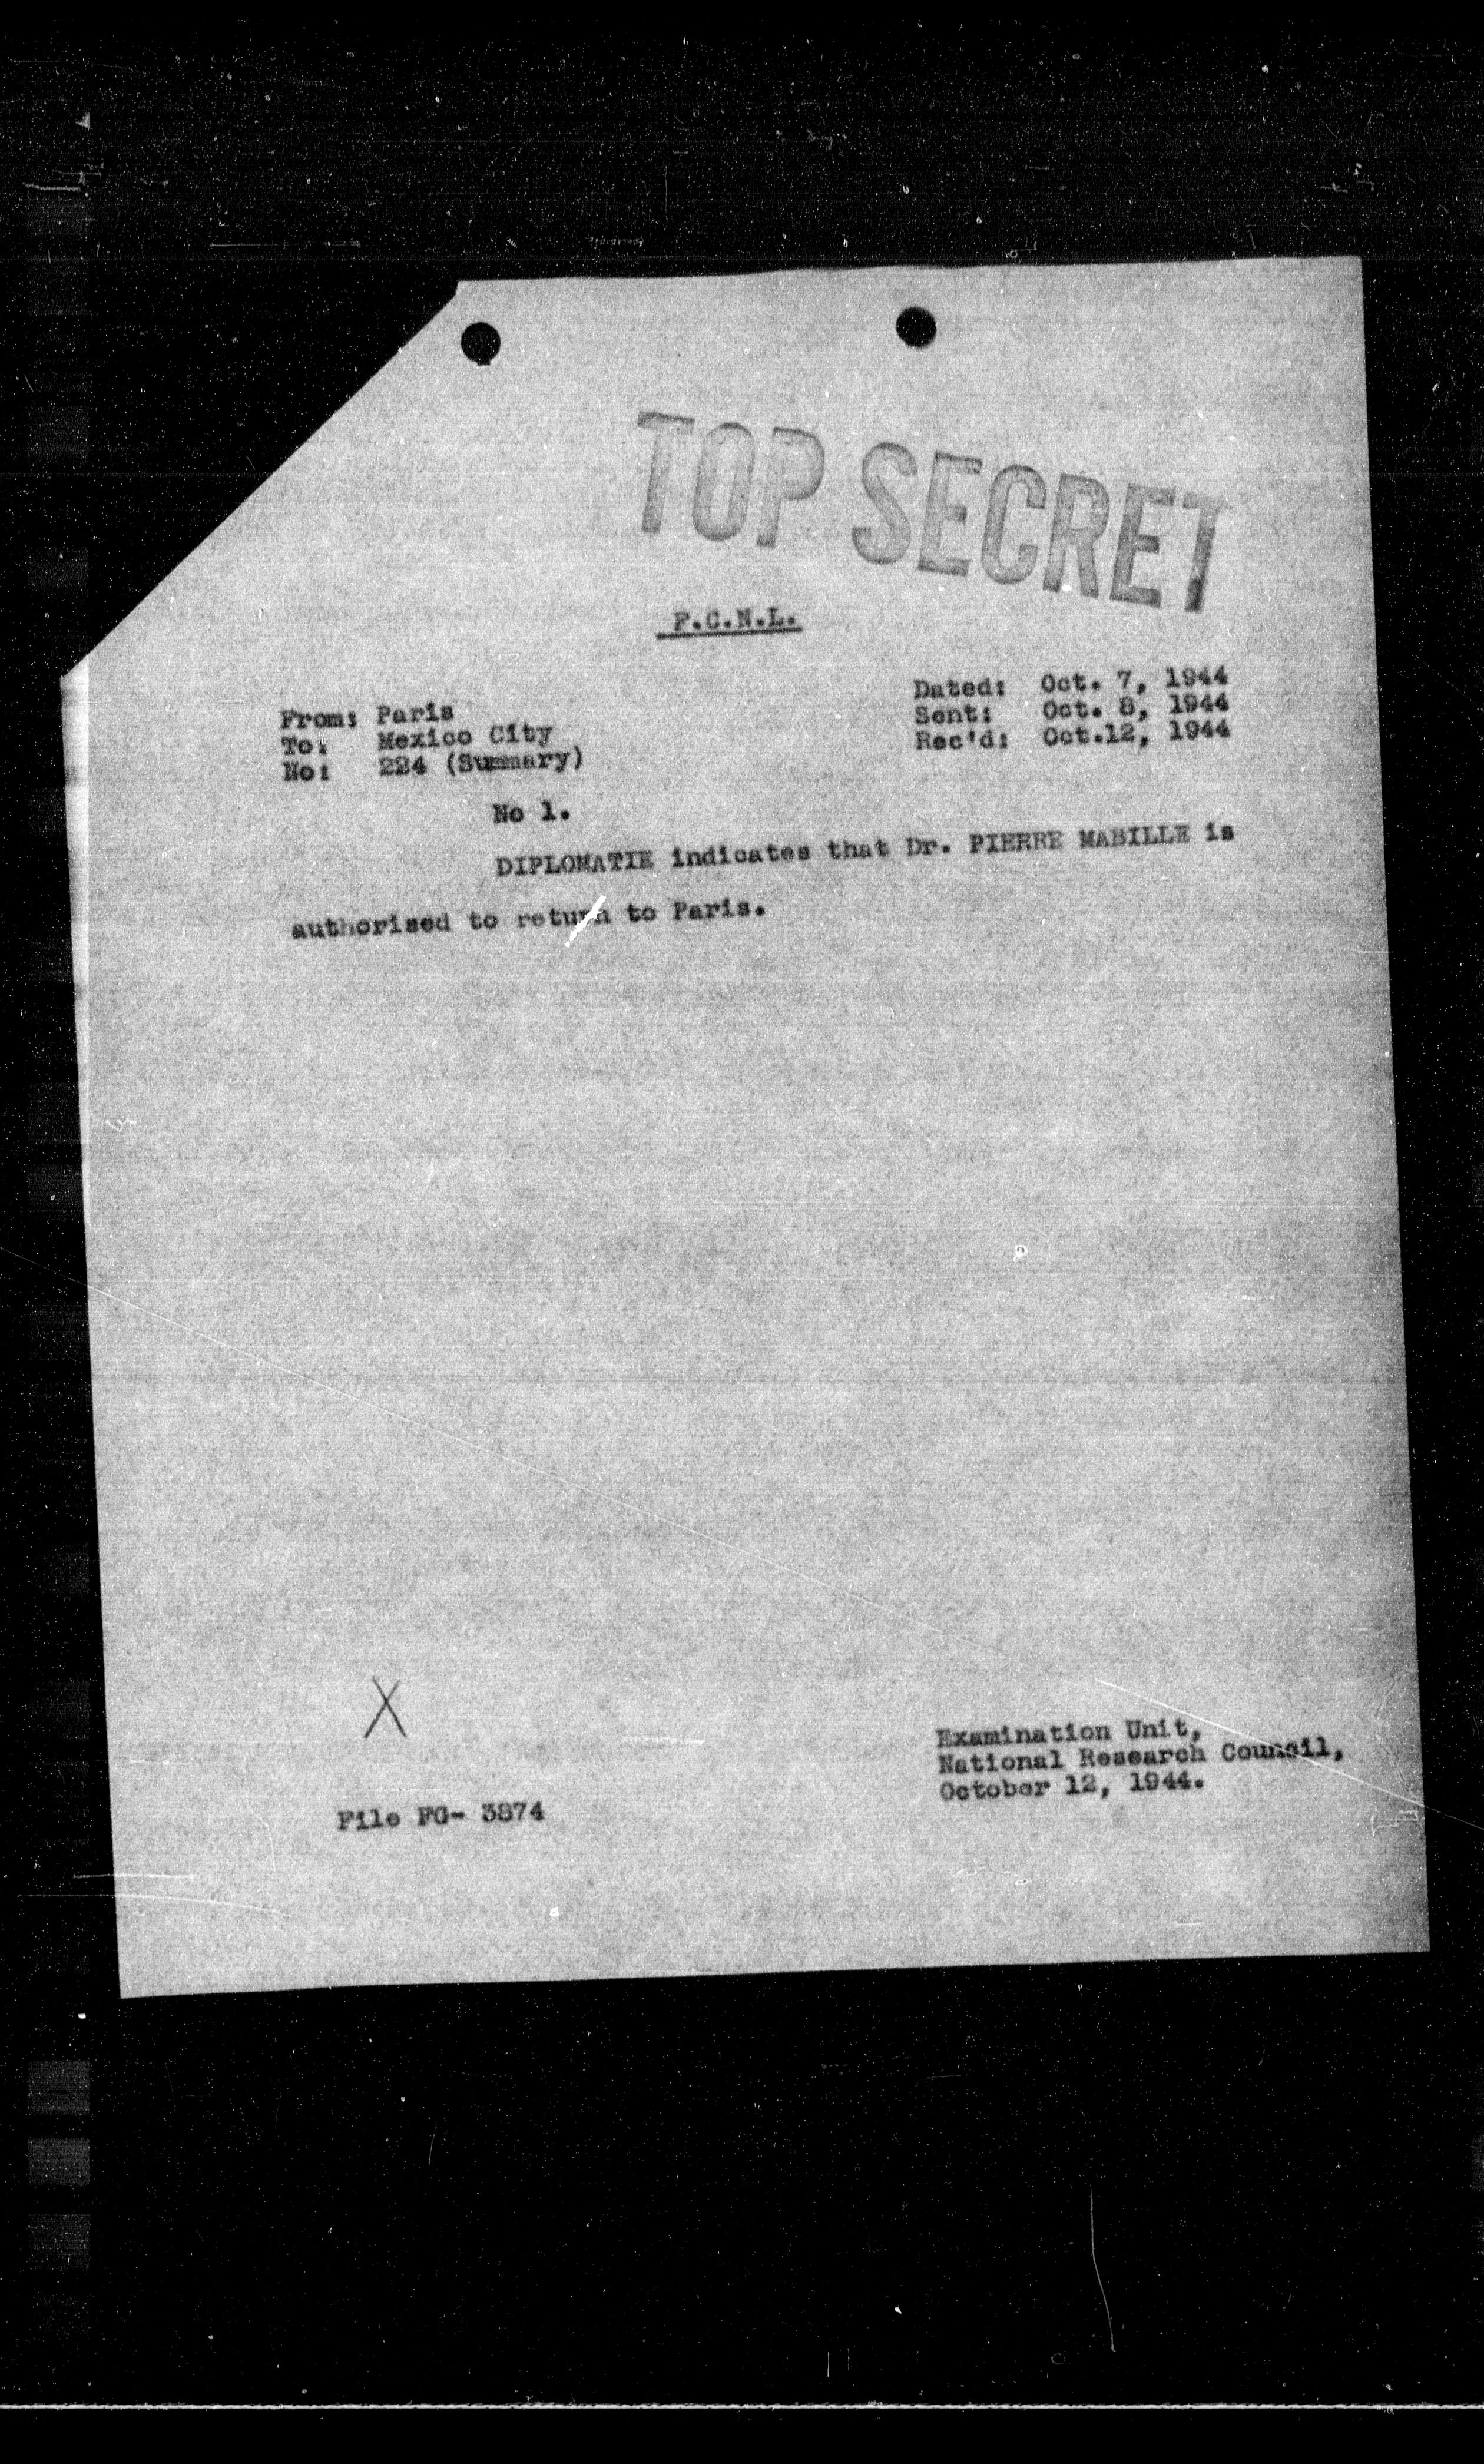 TOP SECRET
F.C.N.L.
From: Paris
To: Mexico City
No: 224 (Summary)
Dated: Oct. 7, 1944
Sent: Oct. 8, 1944
Rec'd: Oct.12, 1944
No 1.
DIPLOMATIE indicates that Dr. PIERRE MABILLE is
authorised to return to Paris.
X
Examination Unit,
National Research Council,
October 12, 1944.
File FG- 3874